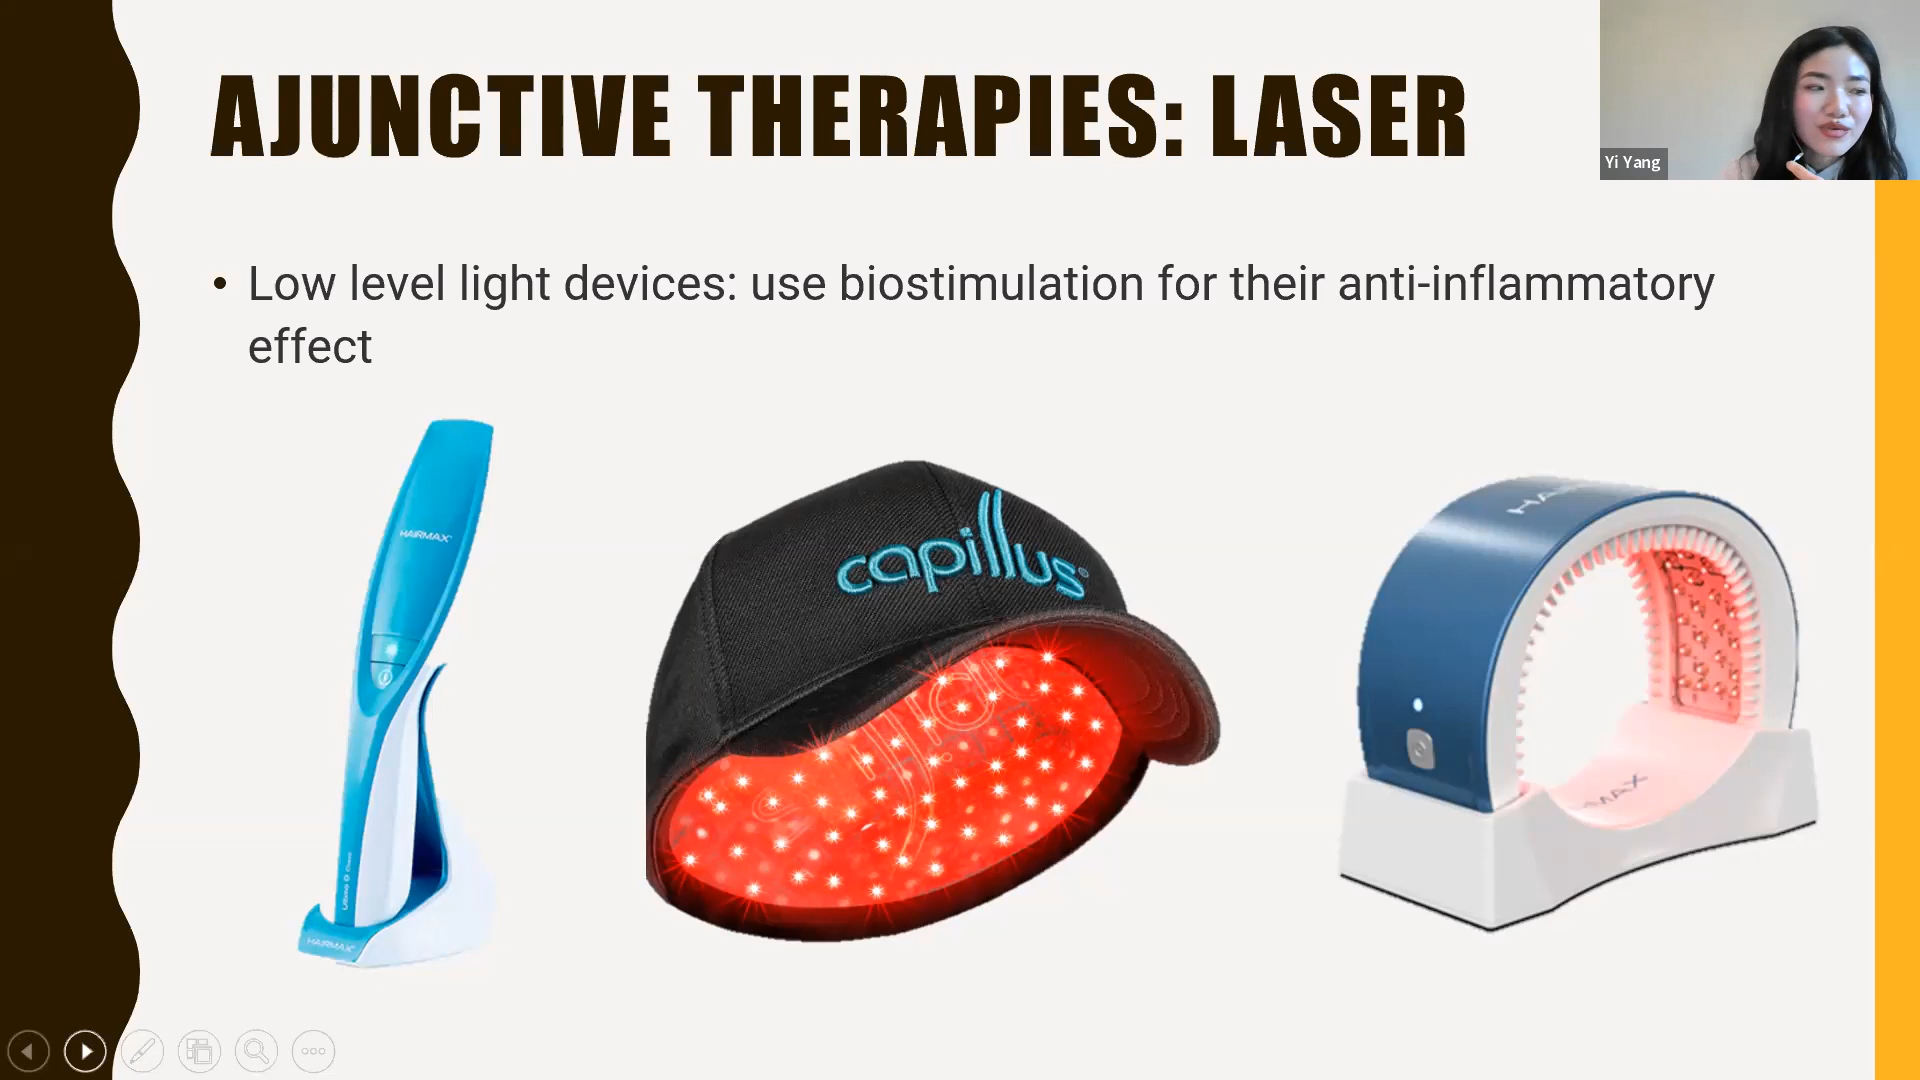 AJUNCTIVE THERAPIES: LASER
Yi Yang
• Low level light devices: use biostimulation for their anti-inflammatory
effect
HAIRMAX
capillus
HAIRMAX